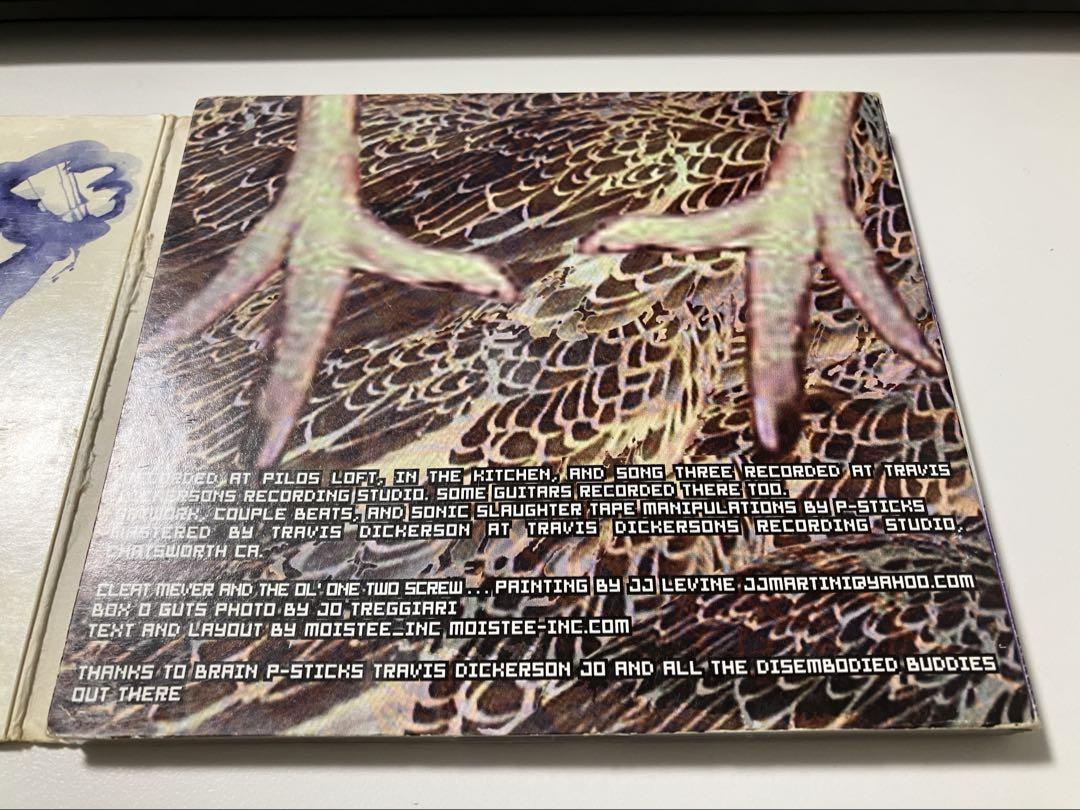 RECORDED AT PILOS LOFT, IN THE KITCHEN, AND SONG THREE RECORDED AT TRAVIS
DICKERSONS RECORDING STUDIO. SOME GUITARS RECORDED THERE TOO.
ARTWORK, COUPLE BEATS, AND SONIC SLAUGHTER TAPE MANIPULATIONS BY P-STICKS
MASTERED BY TRAVIS DICKERSON AT TRAVIS DICKERSONS RECORDING STUDIO,
CHATSWORTH CA.
CLEAT MEVER AND THE OL' ONE TWO SCREW... PAINTING BY JJ LEVINE JJMARTINI@YAHOO.COM
BOX O GUTS PHOTO BY JO TREGGIARI
TEXT AND LAYOUT BY MOISTEE_INC MOISTEE-INC.COM
THANKS TO BRAIN P-STICKS TRAVIS DICKERSON JO AND ALL THE DISEMBODIED BUDDIES
OUT THERE